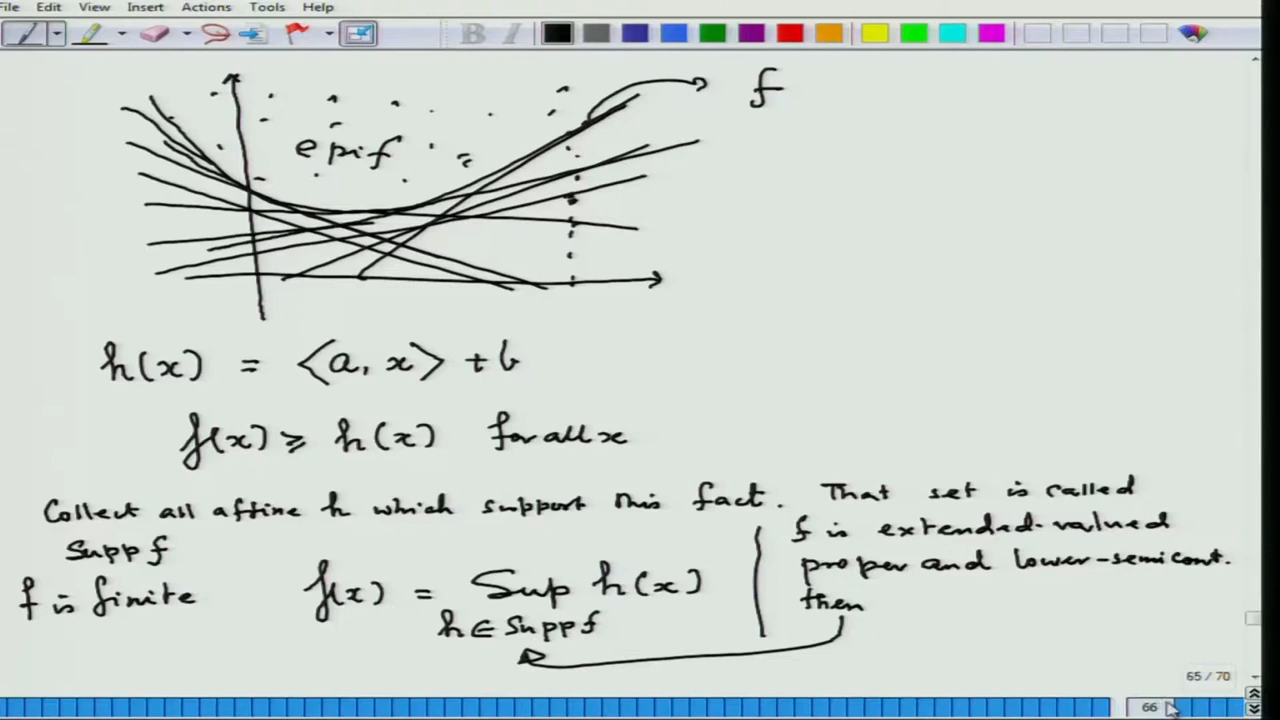 File Edit View Insert Actions Tools Help
B I
f
epi f
h(x) = <a, x> + b
f(x) ≥ h(x) for all x
Collect all affine h which support this fact. That set is called
Supp f
f is finite
f(x) = Sup h(x)
h ∈ Supp f
f is extended-valued
proper and lower-semicont.
then
65 / 70
66